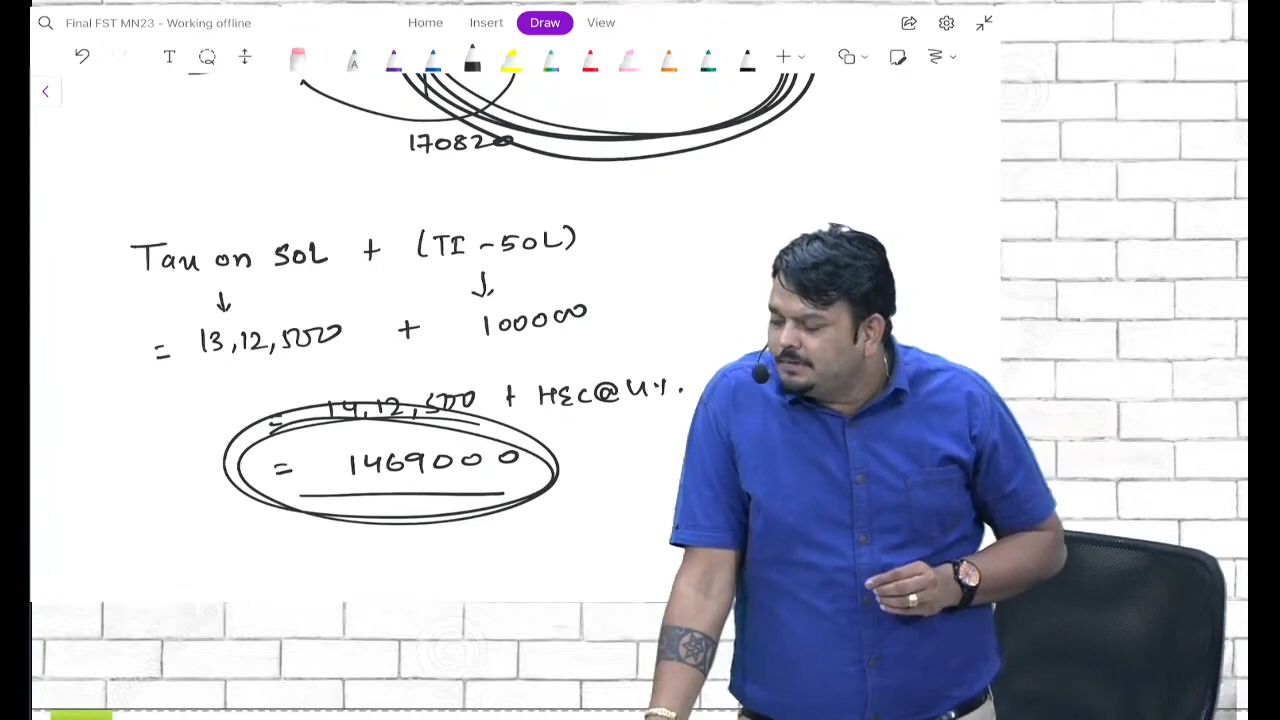 Final FST MN23 - Working offline
Home Insert Draw View
T
A
170820
Tax on 50L + (TI - 50L)
↓ ↓
= 13,12,500 + 100000
= 14,12,500 + HEC@4%.
= 1469000